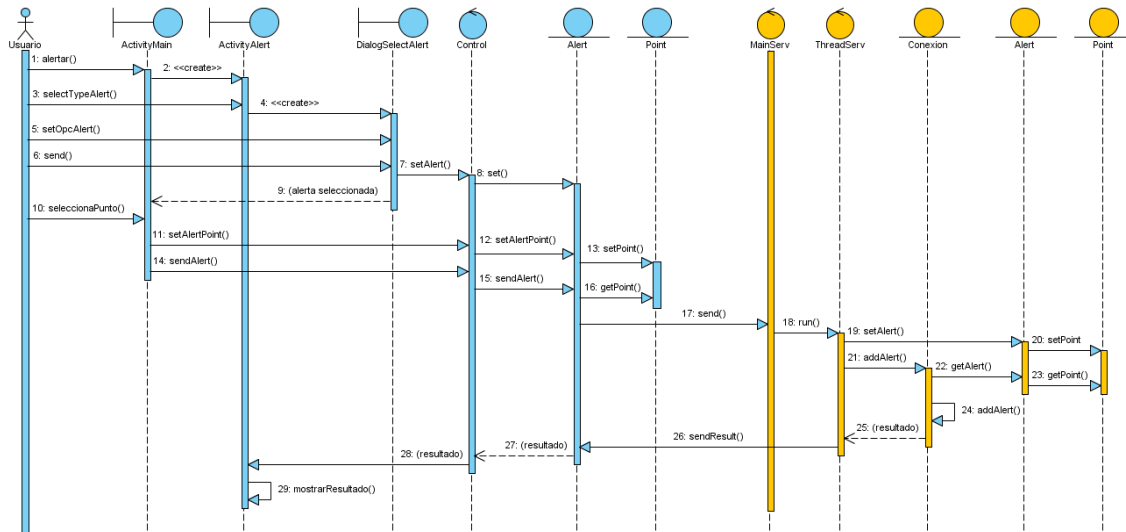 Usuario
ActivityMain
ActivityAlert
DialogSelectAlert
Control
Alert
Point
MainServ
ThreadServ
Conexion
Alert
Point
1: alertar()
2: <<create>>
3: selectTypeAlert()
4: <<create>>
5: setOpcAlert()
6: send()
7: setAlert()
8: set()
9: (alerta seleccionada)
10: seleccionaPunto()
11: setAlertPoint()
12: setAlertPoint()
13: setPoint()
14: sendAlert()
15: sendAlert()
16: getPoint()
17: send()
18: run()
19: setAlert()
20: setPoint
21: addAlert()
22: getAlert()
23: getPoint()
24: addAlert()
25: (resultado)
26: sendResult()
27: (resultado)
28: (resultado)
29: mostrarResultado()